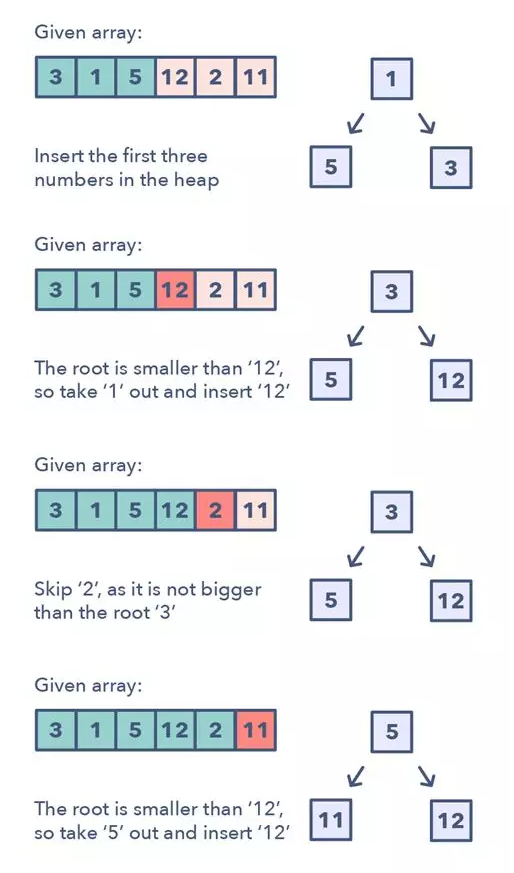 Given array:
3 1 5 12 2 11
1
Insert the first three
numbers in the heap
5 3
Given array:
3 1 5 12 2 11
3
The root is smaller than ‘12’,
so take ‘1’ out and insert ‘12’
5 12
Given array:
3 1 5 12 2 11
3
Skip ‘2’, as it is not bigger
than the root ‘3’
5 12
Given array:
3 1 5 12 2 11
5
The root is smaller than ‘12’,
so take ‘5’ out and insert ‘12’
11 12